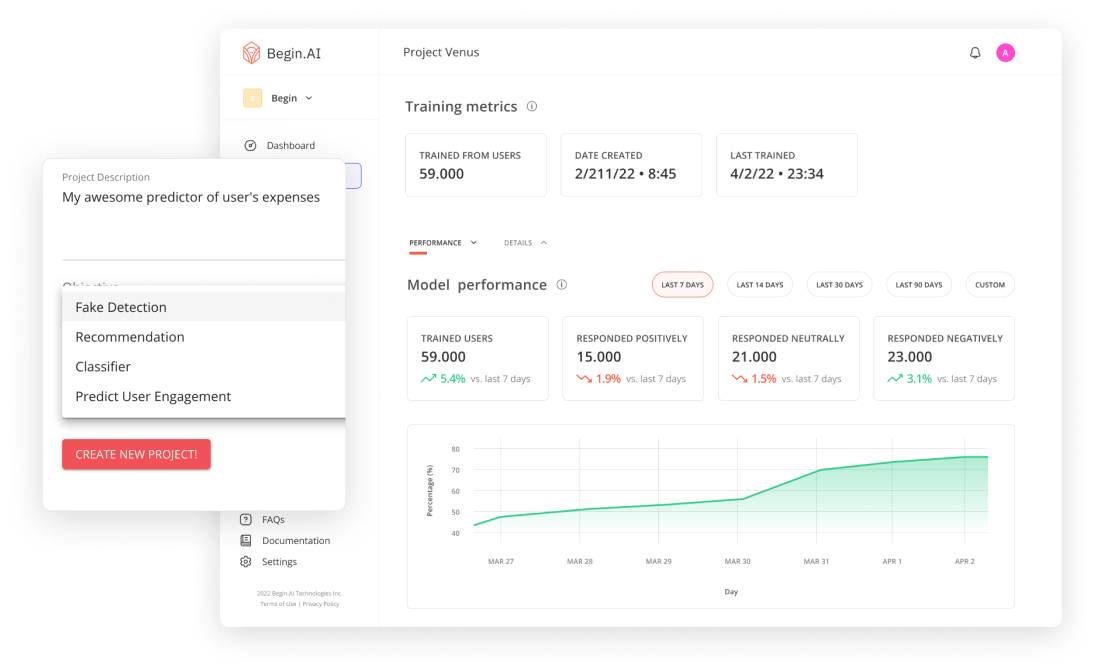 Begin.AI
Project Venus
A
Begin
Training metrics
Dashboard
TRAINED FROM USERS
59.000
DATE CREATED
2/211/22 • 8:45
LAST TRAINED
4/2/22 • 23:34
Project Description
My awesome predictor of user's expenses
Objective
Fake Detection
Recommendation
Classifier
Predict User Engagement
CREATE NEW PROJECT!
PERFORMANCE
DETAILS
Model performance
LAST 7 DAYS
LAST 14 DAYS
LAST 30 DAYS
LAST 90 DAYS
CUSTOM
TRAINED USERS
59.000
5.4% vs. last 7 days
RESPONDED POSITIVELY
15.000
1.9% vs. last 7 days
RESPONDED NEUTRALLY
21.000
1.5% vs. last 7 days
RESPONDED NEGATIVELY
23.000
3.1% vs. last 7 days
Percentage (%)
80
70
60
50
40
MAR 27
MAR 28
MAR 29
MAR 30
MAR 31
APR 1
APR 2
Day
FAQs
Documentation
Settings
2022 Begin.AI Technologies Inc.
Terms of Use | Privacy Policy